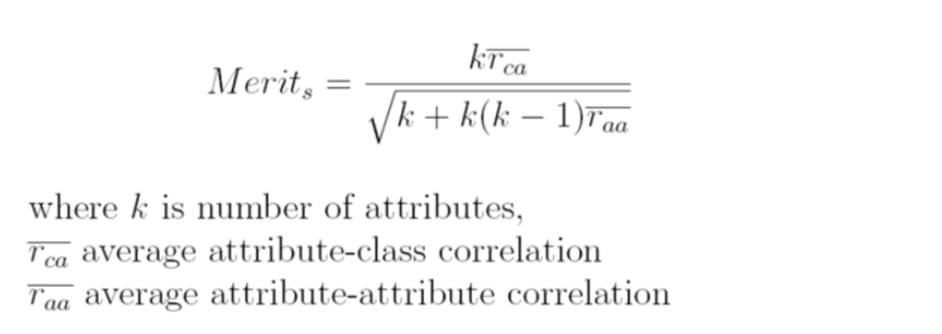 Merit_s = \frac{k\overline{r_{ca}}}{\sqrt{k + k(k - 1)\overline{r_{aa}}}}
where k is number of attributes,
\overline{r_{ca}} average attribute-class correlation
\overline{r_{aa}} average attribute-attribute correlation